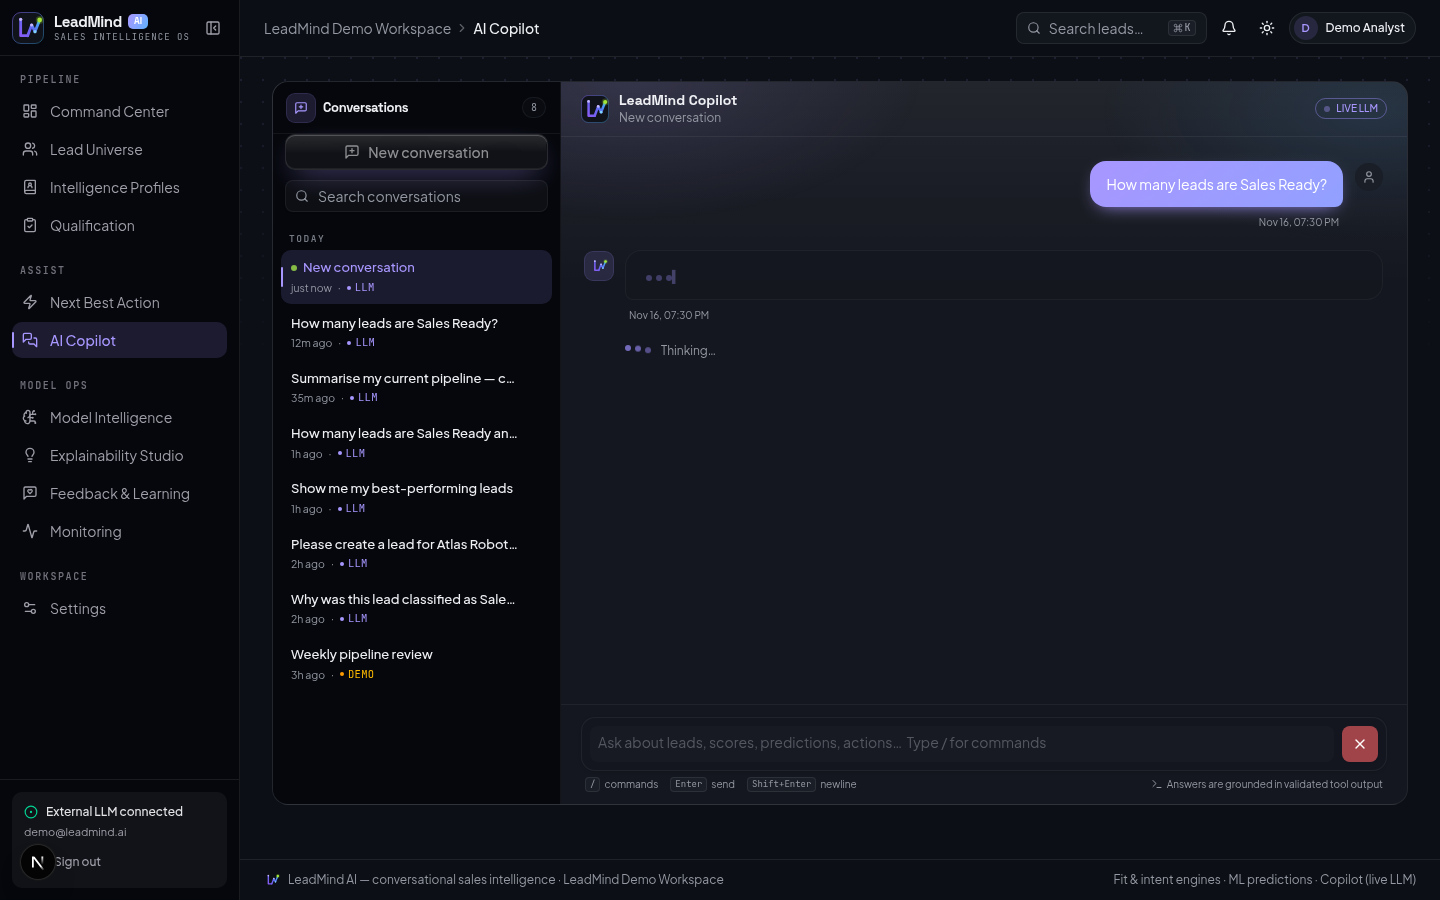 LeadMind AI
SALES INTELLIGENCE OS
PIPELINE
Command Center
Lead Universe
Intelligence Profiles
Qualification
ASSIST
Next Best Action
AI Copilot
MODEL OPS
Model Intelligence
Explainability Studio
Feedback & Learning
Monitoring
WORKSPACE
Settings
External LLM connected
demo@leadmind.ai
N
Sign out
LeadMind Demo Workspace > AI Copilot
Search leads...
⌘K
D Demo Analyst
Conversations
8
New conversation
Search conversations
TODAY
New conversation
just now · • LLM
How many leads are Sales Ready?
12m ago · • LLM
Summarise my current pipeline — c...
35m ago · • LLM
How many leads are Sales Ready an...
1h ago · • LLM
Show me my best-performing leads
1h ago · • LLM
Please create a lead for Atlas Robot...
2h ago · • LLM
Why was this lead classified as Sale...
2h ago · • LLM
Weekly pipeline review
3h ago · • DEMO
LeadMind Copilot
New conversation
LIVE LLM
How many leads are Sales Ready?
Nov 16, 07:30 PM
Nov 16, 07:30 PM
Thinking...
Ask about leads, scores, predictions, actions... Type / for commands
/ commands Enter send Shift+Enter newline
Answers are grounded in validated tool output
LeadMind AI — conversational sales intelligence · LeadMind Demo Workspace
Fit & intent engines · ML predictions · Copilot (live LLM)